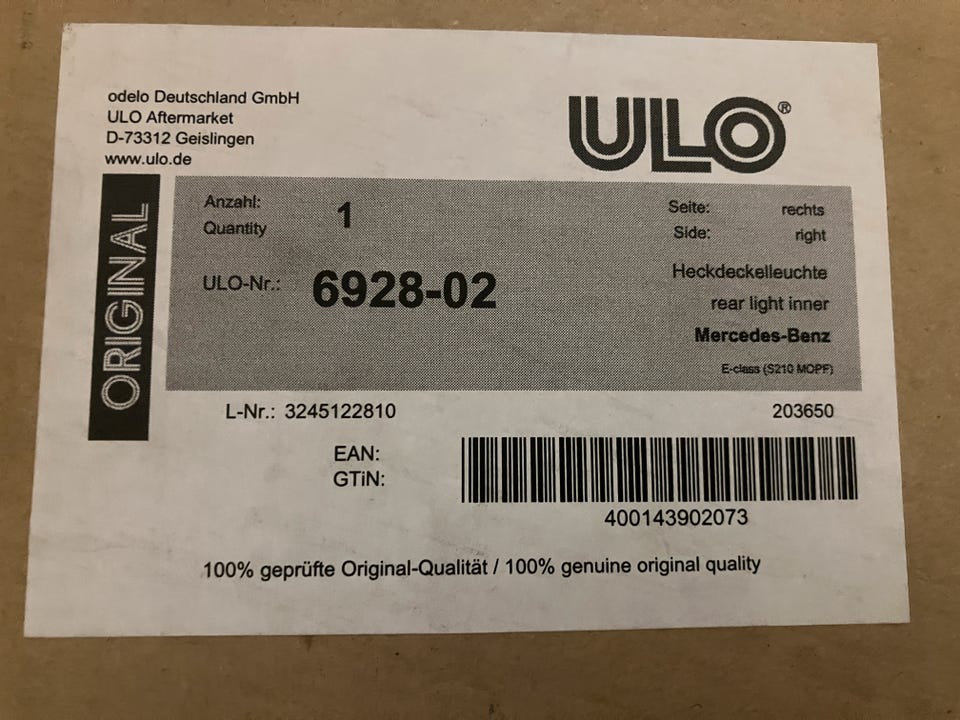 odelo Deutschland GmbH
ULO Aftermarket
D-73312 Geislingen
www.ulo.de
ULO®
ORIGINAL
Anzahl:
Quantity
1
Seite: rechts
Side: right
ULO-Nr.: 6928-02
Heckdeckelleuchte
rear light inner
Mercedes-Benz
E-class (S210 MOPF)
L-Nr.: 3245122810
203650
EAN:
GTiN:
400143902073
100% geprüfte Original-Qualität / 100% genuine original quality